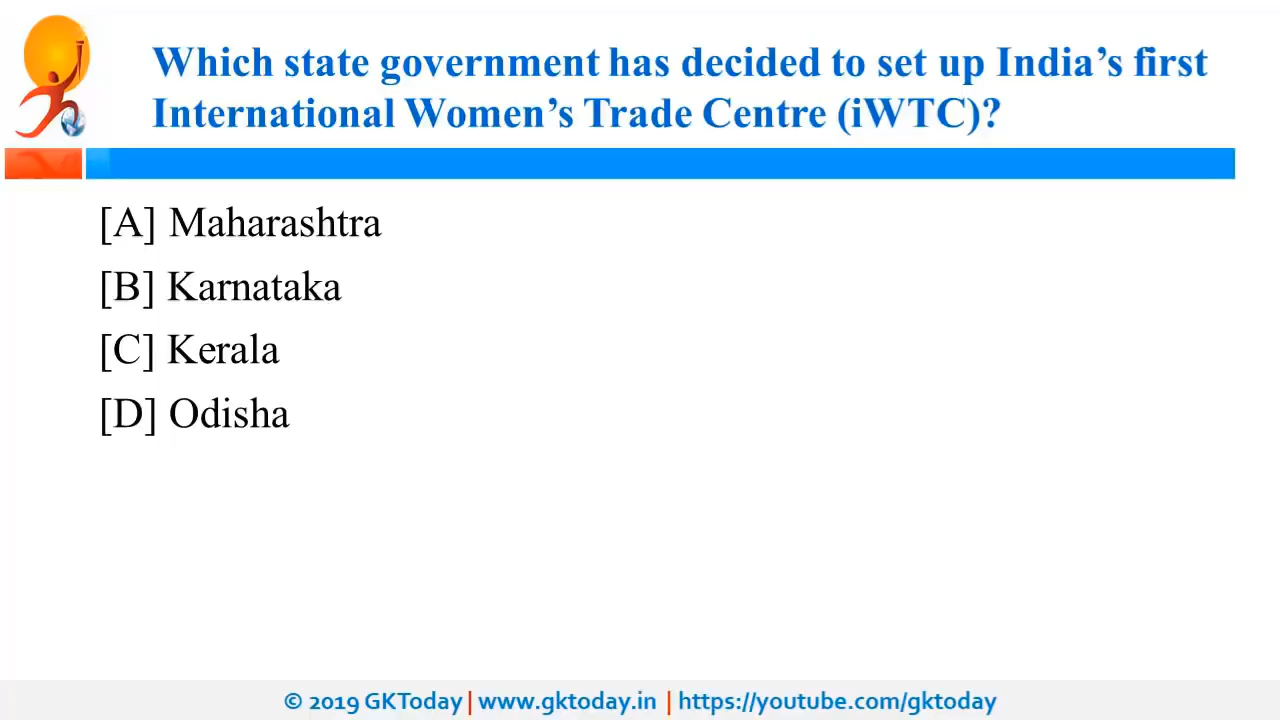 Which state government has decided to set up India’s first
International Women’s Trade Centre (iWTC)?
[A] Maharashtra
[B] Karnataka
[C] Kerala
[D] Odisha
© 2019 GKToday | www.gktoday.in | https://youtube.com/gktoday